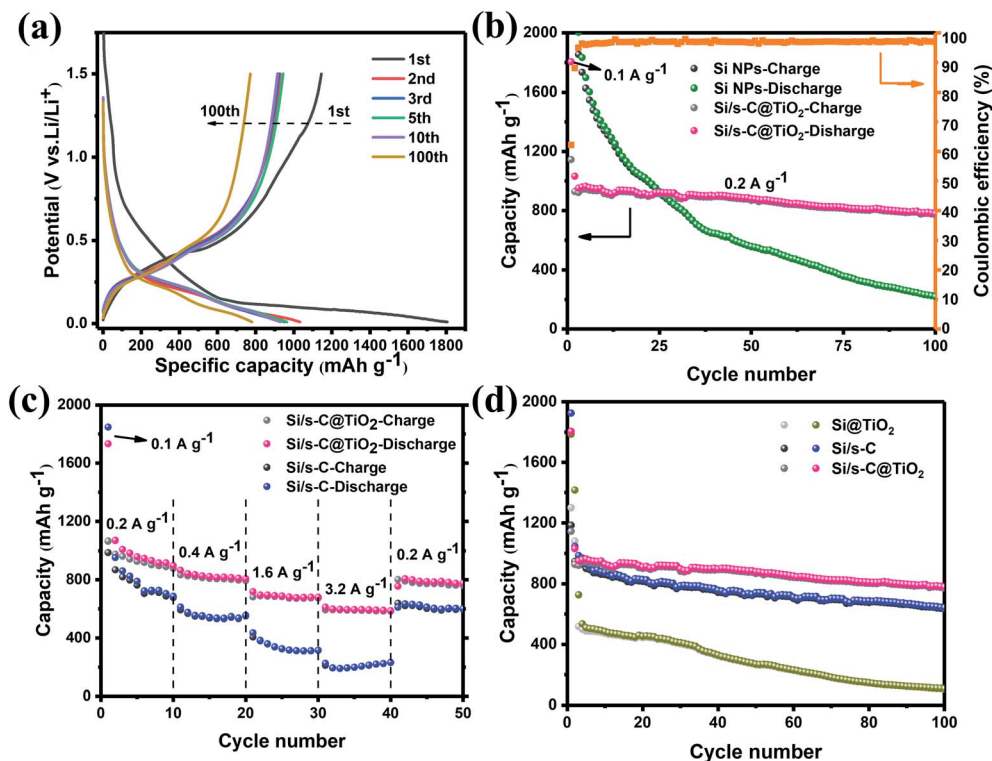 (a)
1.5
1.0
0.5
0.0
Potential (V vs.Li/Li⁺)
0 200 400 600 800 1000 1200 1400 1600 1800
Specific capacity (mAh g⁻¹)
1st
2nd
3rd
5th
10th
100th
100th
1st
(b)
2000
1600
1200
800
400
0
Capacity (mAh g⁻¹)
0.1 A g⁻¹
Si NPs-Charge
Si NPs-Discharge
Si/s-C@TiO₂-Charge
Si/s-C@TiO₂-Disharge
0.2 A g⁻¹
100
90
80
70
60
50
40
30
20
10
0
Coulombic efficiency (%)
0 25 50 75 100
Cycle number
(c)
2000
1600
1200
800
400
0
Capacity (mAh g⁻¹)
0.1 A g⁻¹
Si/s-C@TiO₂-Charge
Si/s-C@TiO₂-Discharge
Si/s-C-Charge
Si/s-C-Discharge
0.2 A g⁻¹
0.4 A g⁻¹
1.6 A g⁻¹
3.2 A g⁻¹
0.2 A g⁻¹
0 10 20 30 40 50
Cycle number
(d)
2000
1600
1200
800
400
0
Capacity (mAh g⁻¹)
Si@TiO₂
Si/s-C
Si/s-C@TiO₂
0 20 40 60 80 100
Cycle number